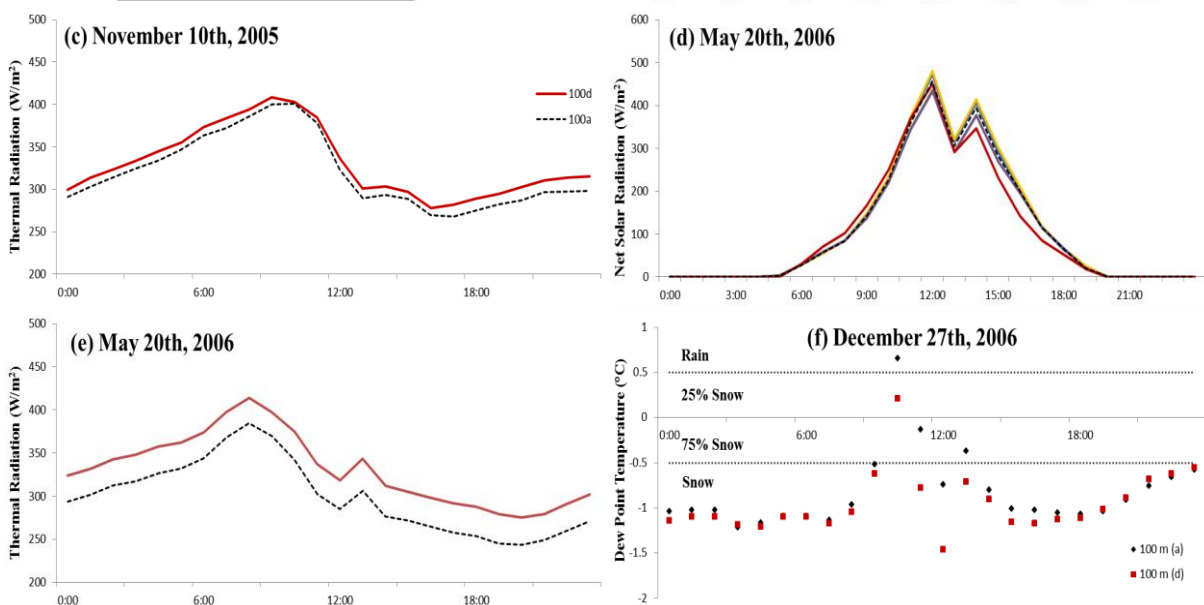 (c) November 10th, 2005
Thermal Radiation (W/m²)
500
450
400
350
300
250
200
0:00 6:00 12:00 18:00
100d
100a
(d) May 20th, 2006
Net Solar Radiation (W/m²)
600
500
400
300
200
100
0
0:00 3:00 6:00 9:00 12:00 15:00 18:00 21:00
(e) May 20th, 2006
Thermal Radiation (W/m²)
500
450
400
350
300
250
200
0:00 6:00 12:00 18:00
(f) December 27th, 2006
Dew Point Temperature (°C)
1
0.5
0
-0.5
-1
-1.5
-2
Rain
25% Snow
0:00 6:00 12:00 18:00
75% Snow
Snow
100 m (a)
100 m (d)